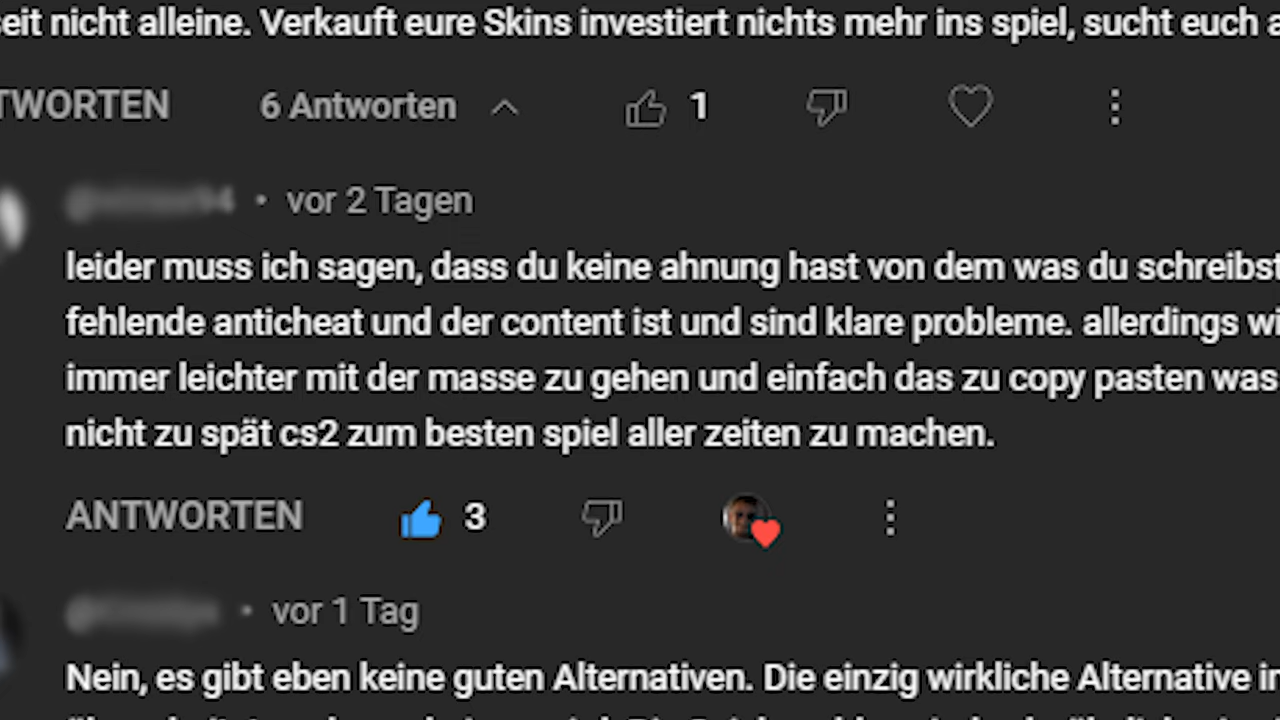 seit nicht alleine. Verkauft eure Skins investiert nichts mehr ins spiel, sucht euch
TWORTEN 6 Antworten 1
vor 2 Tagen
leider muss ich sagen, dass du keine ahnung hast von dem was du schreibst
fehlende anticheat und der content ist und sind klare probleme. allerdings
immer leichter mit der masse zu gehen und einfach das zu copy pasten was
nicht zu spät cs2 zum besten spiel aller zeiten zu machen.
ANTWORTEN 3
vor 1 Tag
Nein, es gibt eben keine guten Alternativen. Die einzig wirkliche Alternative